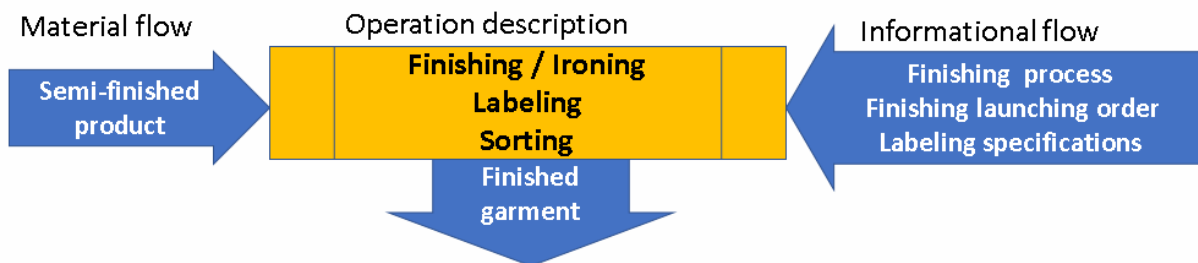 Material flow
Operation description
Informational flow
Semi-finished
product
Finishing / Ironing
Labeling
Sorting
Finishing process
Finishing launching order
Labeling specifications
Finished
garment